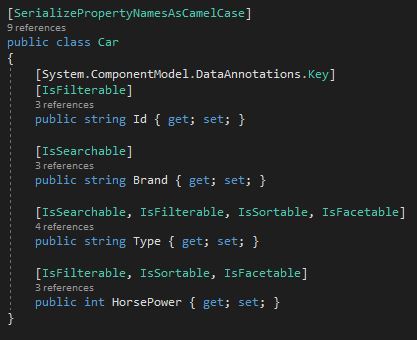 [SerializePropertyNamesAsCamelCase]
9 references
public class Car
{
[System.ComponentModel.DataAnnotations.Key]
[IsFilterable]
3 references
public string Id { get; set; }
[IsSearchable]
3 references
public string Brand { get; set; }
[IsSearchable, IsFilterable, IsSortable, IsFacetable]
4 references
public string Type { get; set; }
[IsFilterable, IsSortable, IsFacetable]
3 references
public int HorsePower { get; set; }
}